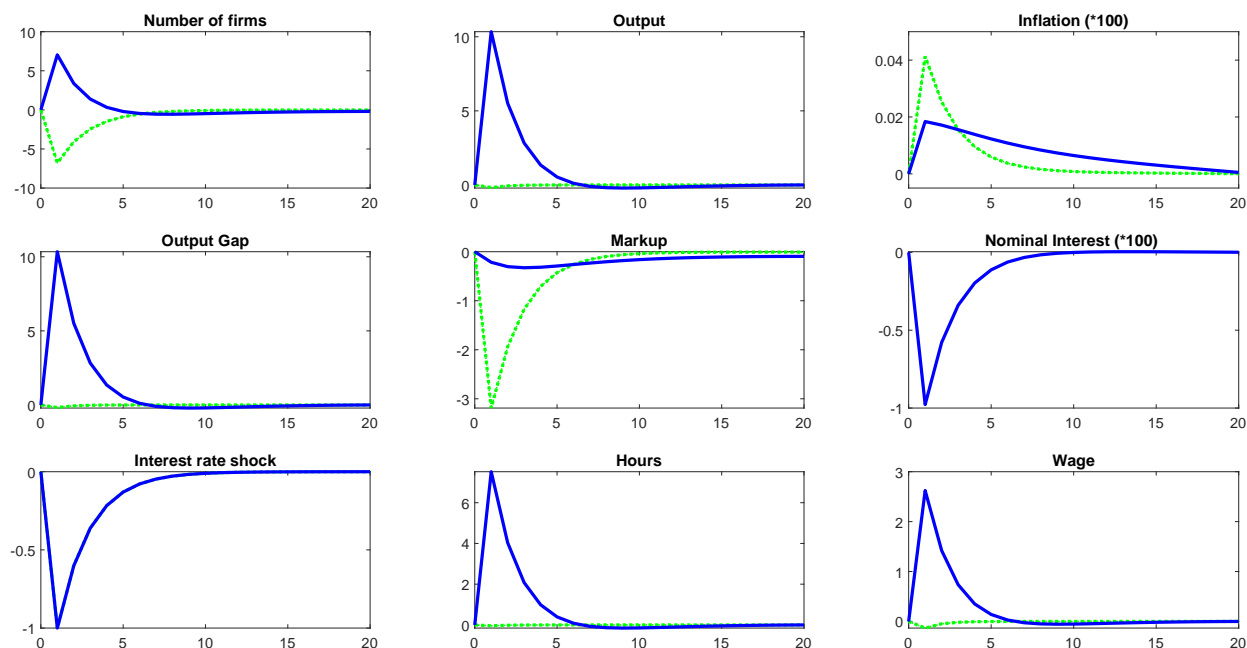 Number of firms
10
5
0
-5
-10
0 5 10 15 20
Output
10
5
0
0 5 10 15 20
Inflation (*100)
0.04
0.02
0
0 5 10 15 20
Output Gap
10
5
0
0 5 10 15 20
Markup
0
-1
-2
-3
0 5 10 15 20
Nominal Interest (*100)
0
-0.5
-1
0 5 10 15 20
Interest rate shock
0
-0.5
-1
0 5 10 15 20
Hours
6
4
2
0
0 5 10 15 20
Wage
3
2
1
0
0 5 10 15 20